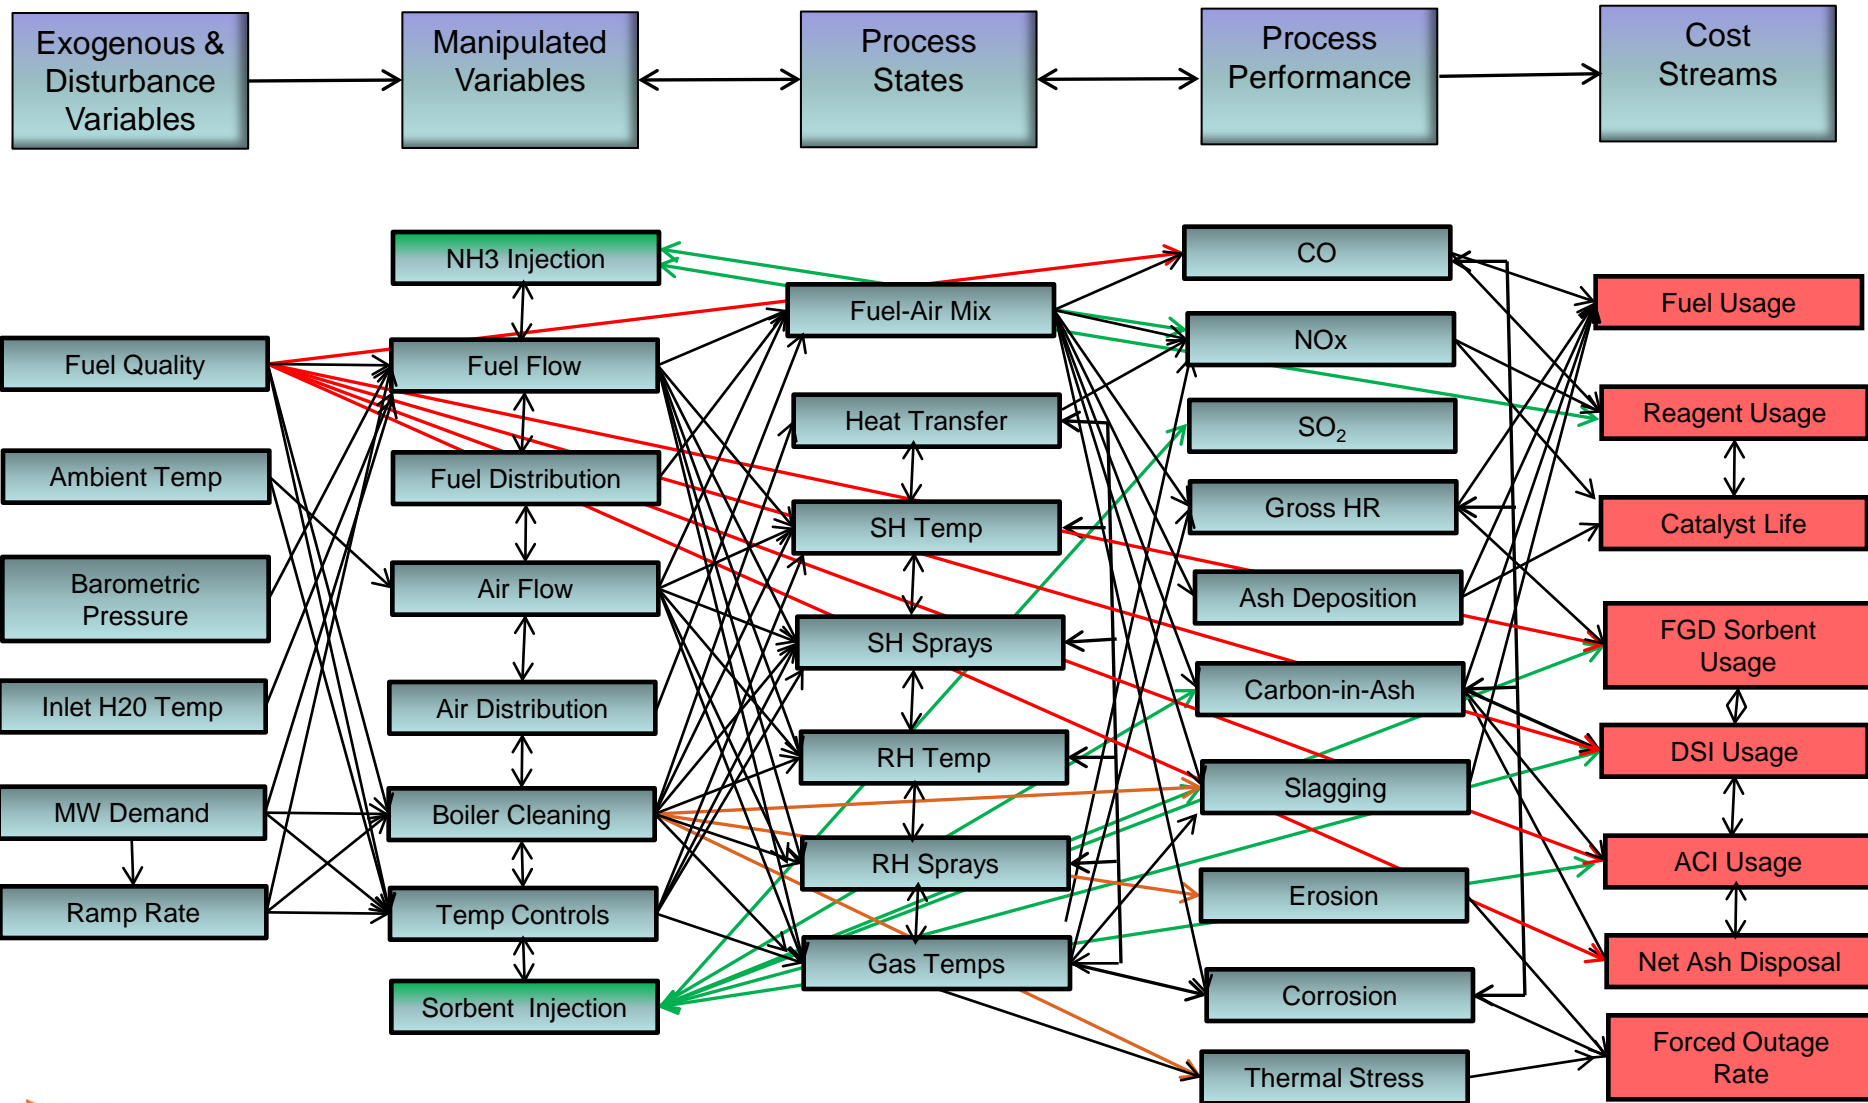 Exogenous &
Disturbance
Variables
Manipulated
Variables
Process
States
Process
Performance
Cost
Streams
Fuel Quality
Ambient Temp
Barometric
Pressure
Inlet H20 Temp
MW Demand
Ramp Rate
NH3 Injection
Fuel Flow
Fuel Distribution
Air Flow
Air Distribution
Boiler Cleaning
Temp Controls
Sorbent Injection
Fuel-Air Mix
Heat Transfer
SH Temp
SH Sprays
RH Temp
RH Sprays
Gas Temps
CO
NOx
SO₂
Gross HR
Ash Deposition
Carbon-in-Ash
Slagging
Erosion
Corrosion
Thermal Stress
Fuel Usage
Reagent Usage
Catalyst Life
FGD Sorbent
Usage
DSI Usage
ACI Usage
Net Ash Disposal
Forced Outage
Rate